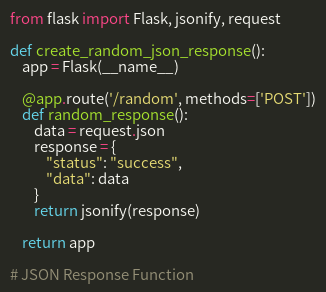 from flask import Flask, jsonify, request

def create_random_json_response():
    app = Flask(__name__)

    @app.route('/random', methods=['POST'])
    def random_response():
        data = request.json
        response = {
            "status": "success",
            "data": data
        }
        return jsonify(response)

    return app

# JSON Response Function